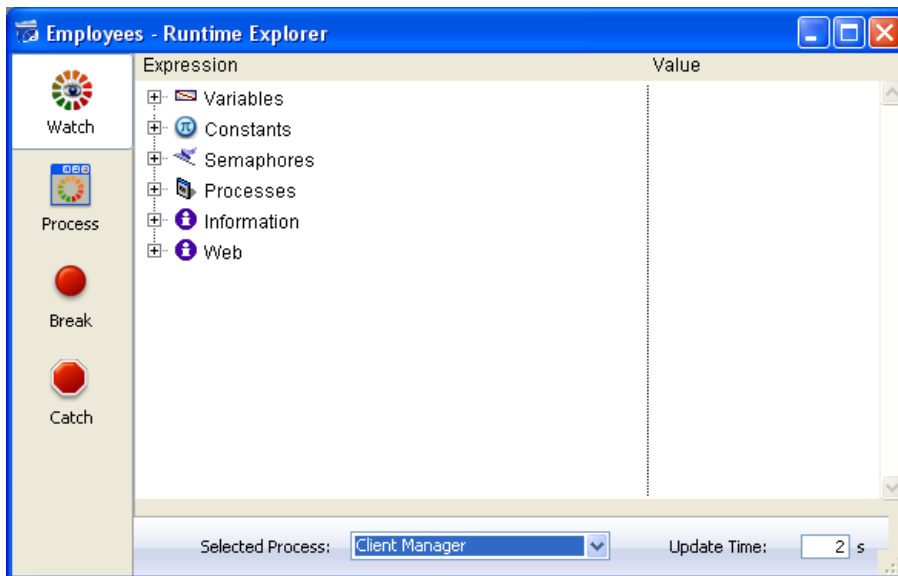 Employees - Runtime Explorer
Expression Value
Watch
Variables
Constants
Semaphores
Processes
Information
Web
Process
Break
Catch
Selected Process: Client Manager Update Time: 2 s